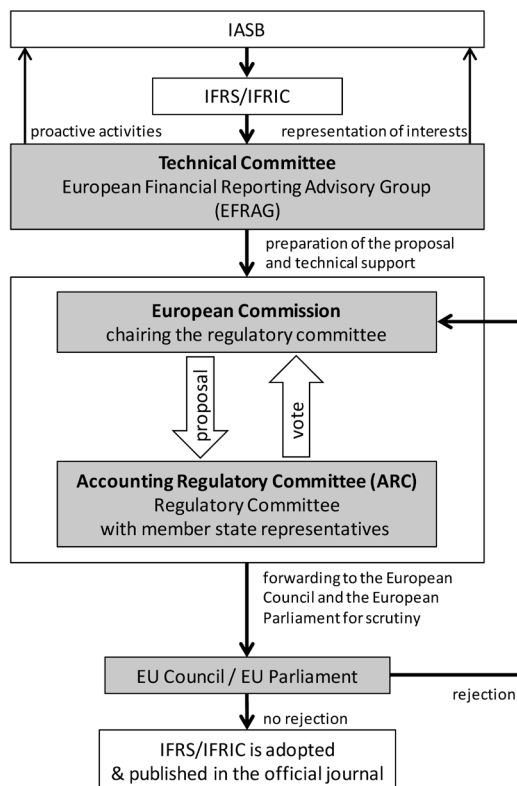 IASB
IFRS/IFRIC
proactive activities
representation of interests
Technical Committee
European Financial Reporting Advisory Group
(EFRAG)
preparation of the proposal
and technical support
European Commission
chairing the regulatory committee
proposal
vote
Accounting Regulatory Committee (ARC)
Regulatory Committee
with member state representatives
forwarding to the European
Council and the European
Parliament for scrutiny
EU Council / EU Parliament
rejection
no rejection
IFRS/IFRIC is adopted
& published in the official journal